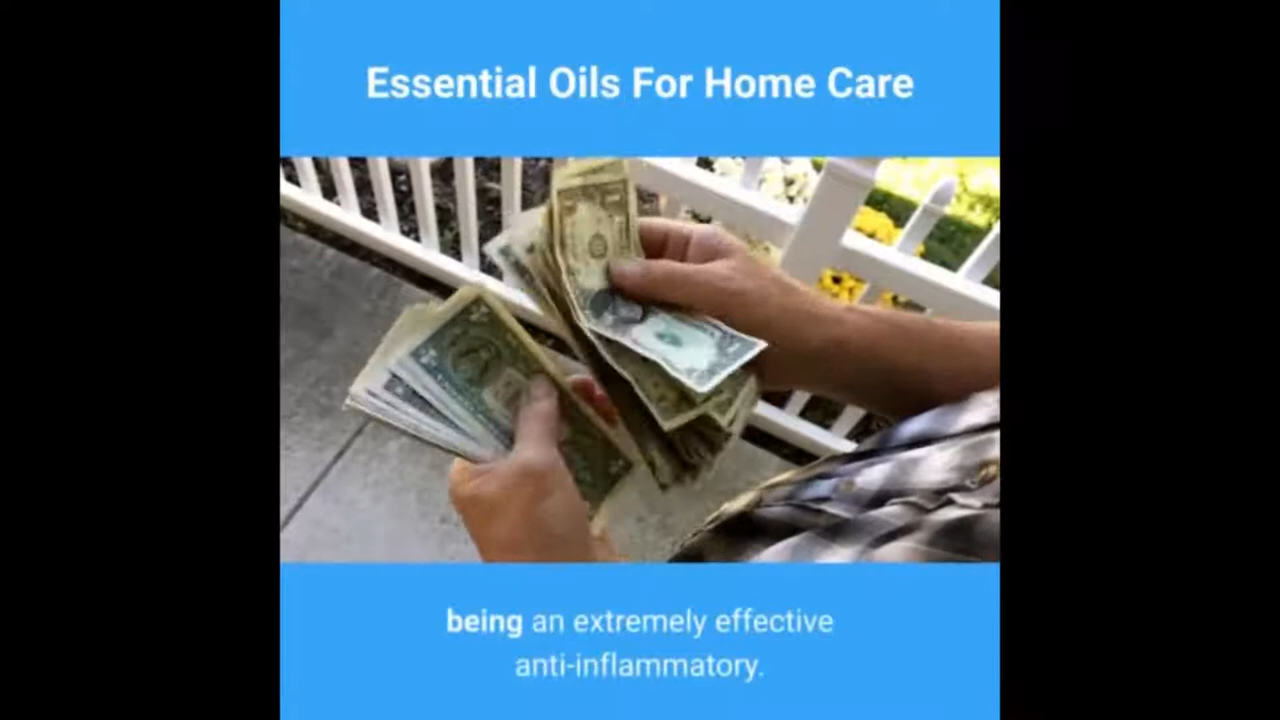 Essential Oils For Home Care
being an extremely effective
anti-inflammatory.